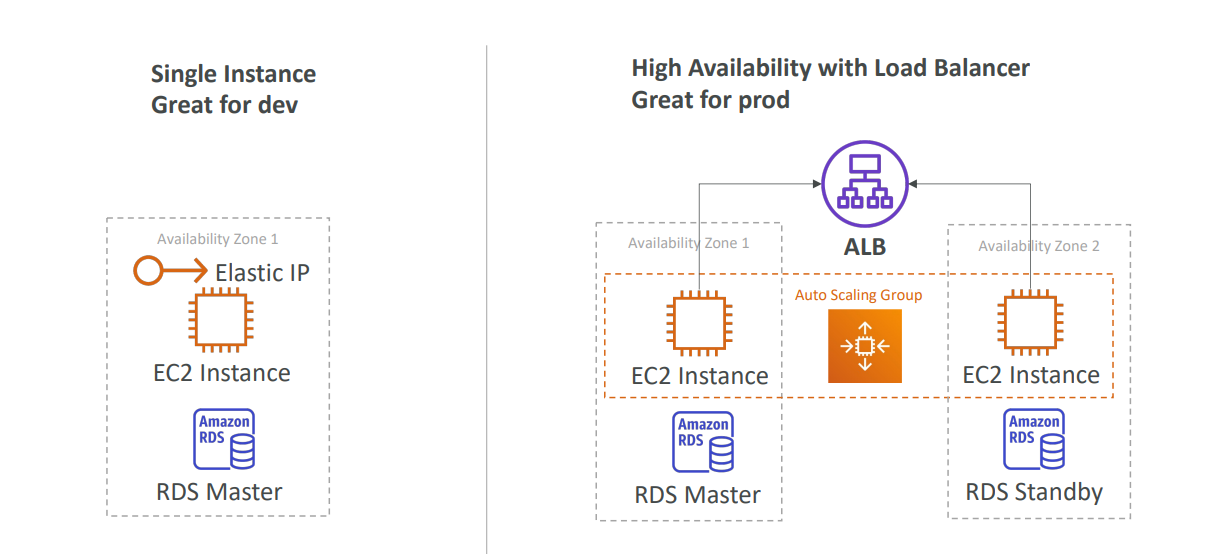 Single Instance
Great for dev
Availability Zone 1
Elastic IP
EC2 Instance
Amazon
RDS
RDS Master
High Availability with Load Balancer
Great for prod
ALB
Availability Zone 1
Availability Zone 2
Auto Scaling Group
EC2 Instance
EC2 Instance
Amazon
RDS
RDS Master
Amazon
RDS
RDS Standby